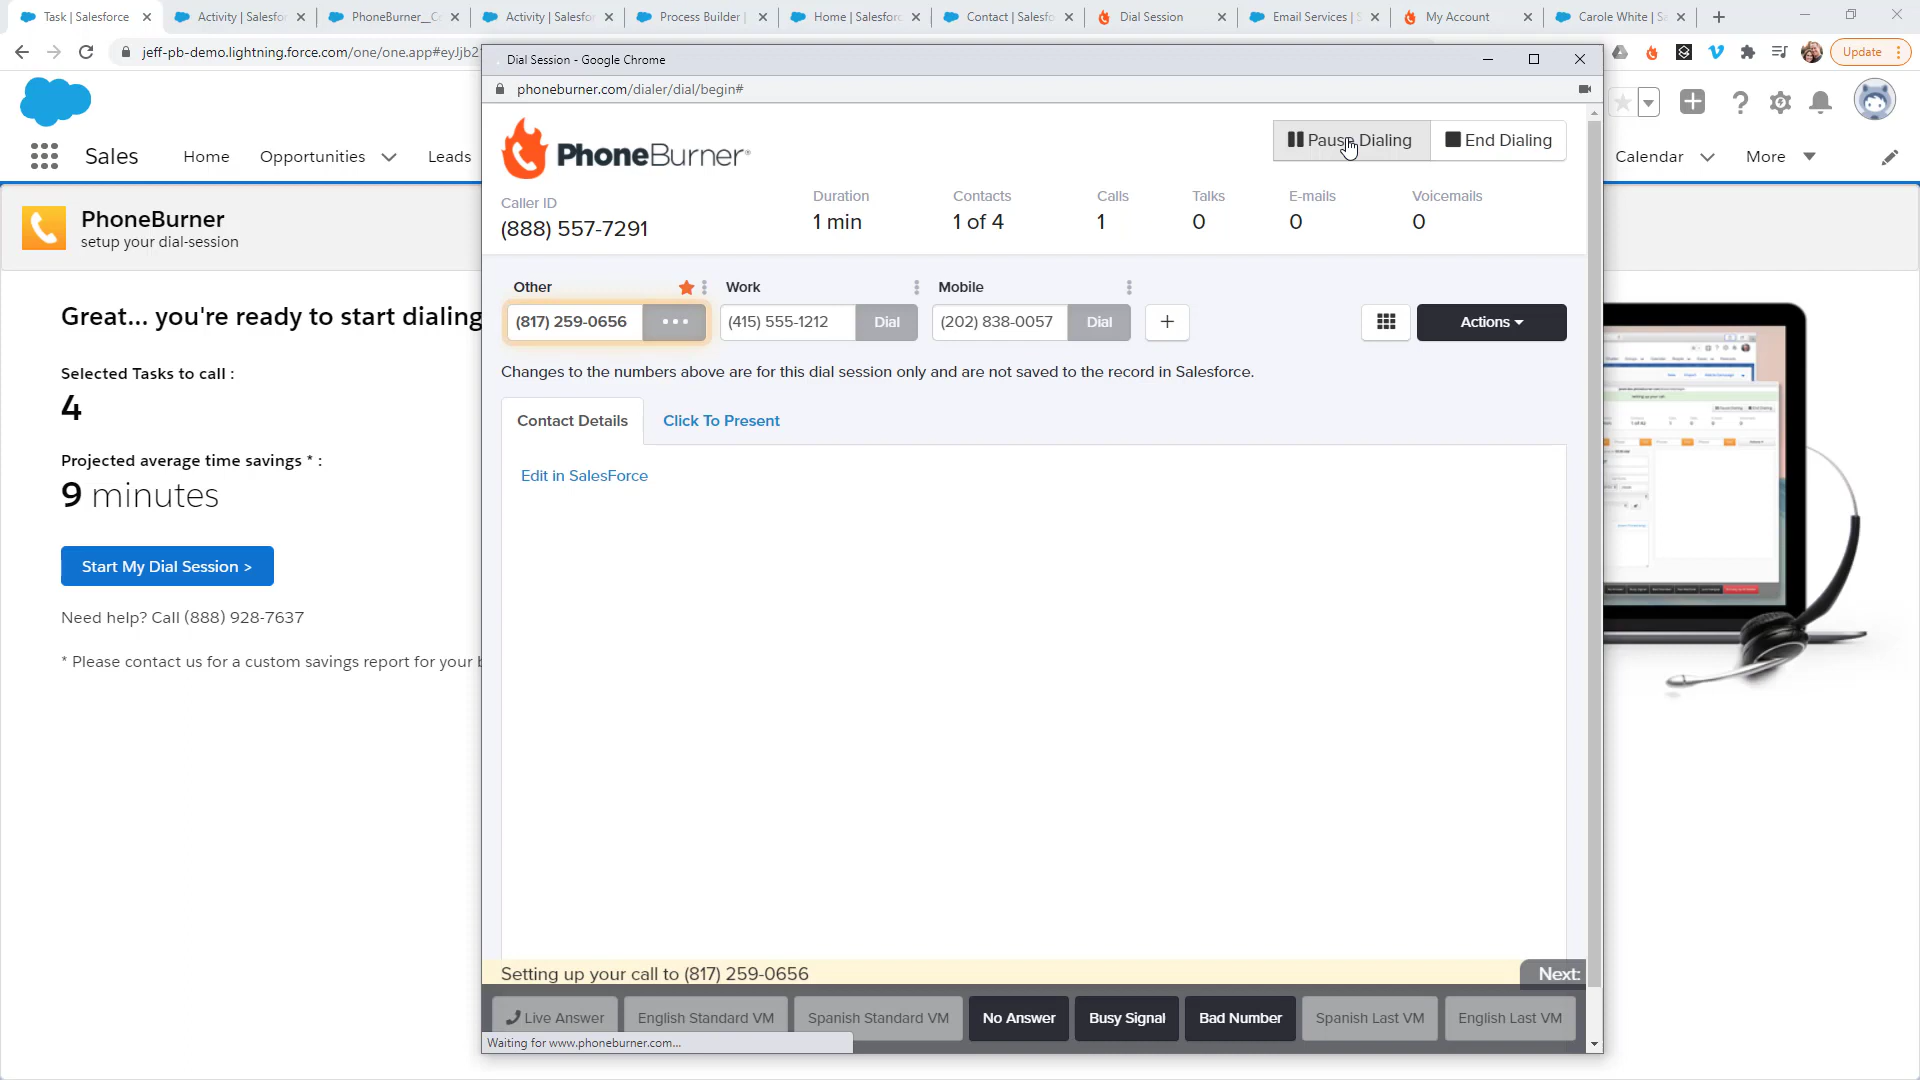 Task | Salesforce
Activity | Salesfor
PhoneBurner__Co
Activity | Salesfor
Process Builder |
Home | Salesforc
Contact | Salesfo
Dial Session
Email Services | S
My Account
Carole White | Sa
jeff-pb-demo.lightning.force.com/one/one.app#eyJjb2
Update
Dial Session - Google Chrome
phoneburner.com/dialer/dial/begin#
Sales
Home
Opportunities
Leads
Calendar
More
PhoneBurner
setup your dial-session
Great... you're ready to start dialing
Selected Tasks to call :
4
Projected average time savings * :
9 minutes
Start My Dial Session >
Need help? Call (888) 928-7637
* Please contact us for a custom savings report for your b
PhoneBurner®
Pause Dialing
End Dialing
Caller ID
(888) 557-7291
Duration
1 min
Contacts
1 of 4
Calls
1
Talks
0
E-mails
0
Voicemails
0
Other
(817) 259-0656
Work
(415) 555-1212
Dial
Mobile
(202) 838-0057
Dial
+
Actions
Changes to the numbers above are for this dial session only and are not saved to the record in Salesforce.
Contact Details
Click To Present
Edit in SalesForce
Setting up your call to (817) 259-0656
Next:
Live Answer
English Standard VM
Spanish Standard VM
No Answer
Busy Signal
Bad Number
Spanish Last VM
English Last VM
Waiting for www.phoneburner.com...